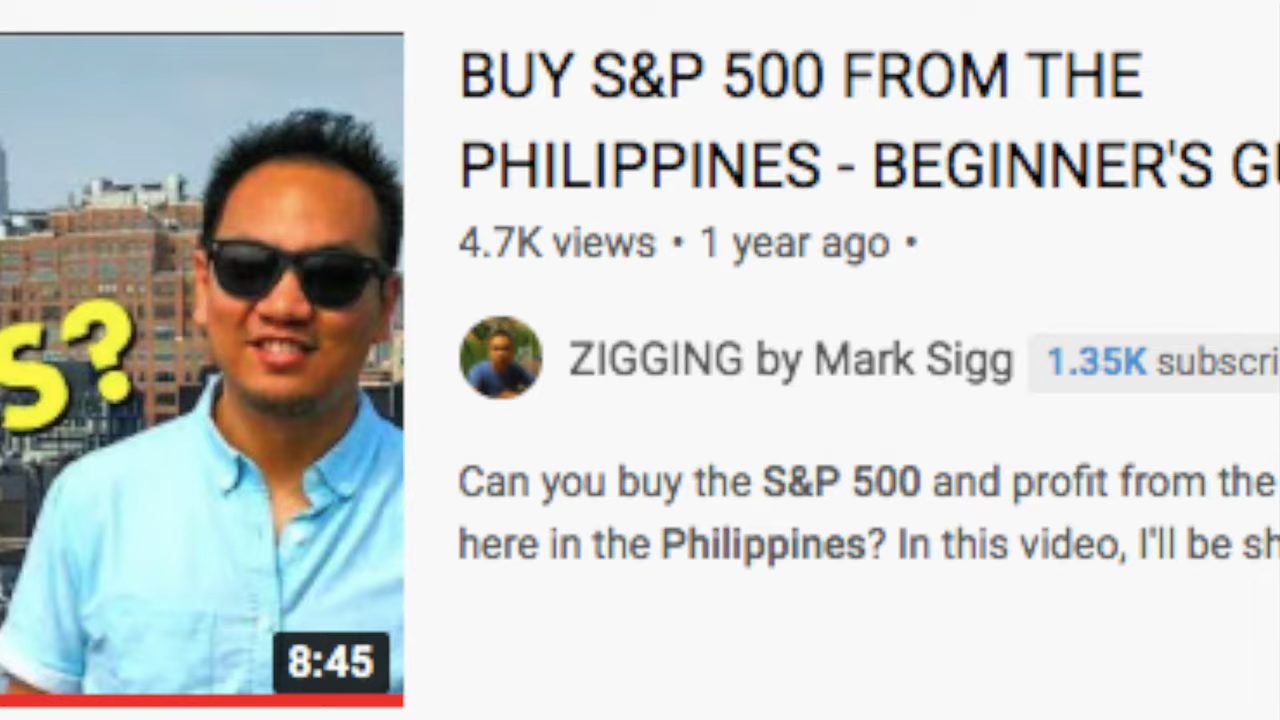 BUY S&P 500 FROM THE
PHILIPPINES - BEGINNER'S
4.7K views • 1 year ago •
ZIGGING by Mark Sigg 1.35K
Can you buy the S&P 500 and profit from the
here in the Philippines? In this video, I'll be
s?
8:45